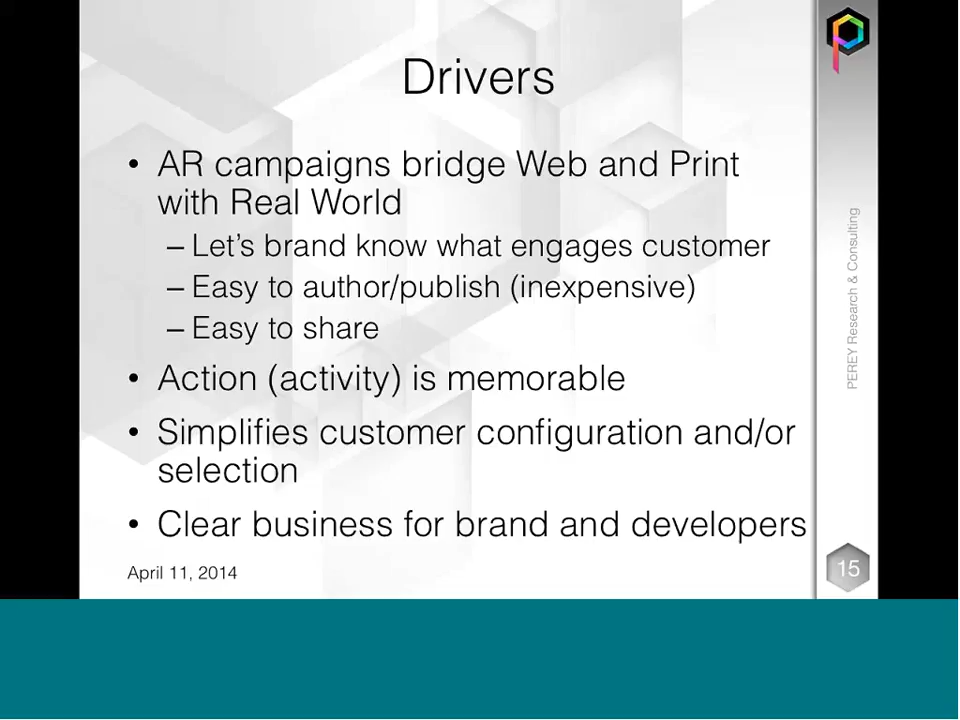 Drivers
• AR campaigns bridge Web and Print
with Real World
– Let's brand know what engages customer
– Easy to author/publish (inexpensive)
– Easy to share
• Action (activity) is memorable
• Simplifies customer configuration and/or
selection
• Clear business for brand and developers
April 11, 2014
PEREY Research & Consulting
15